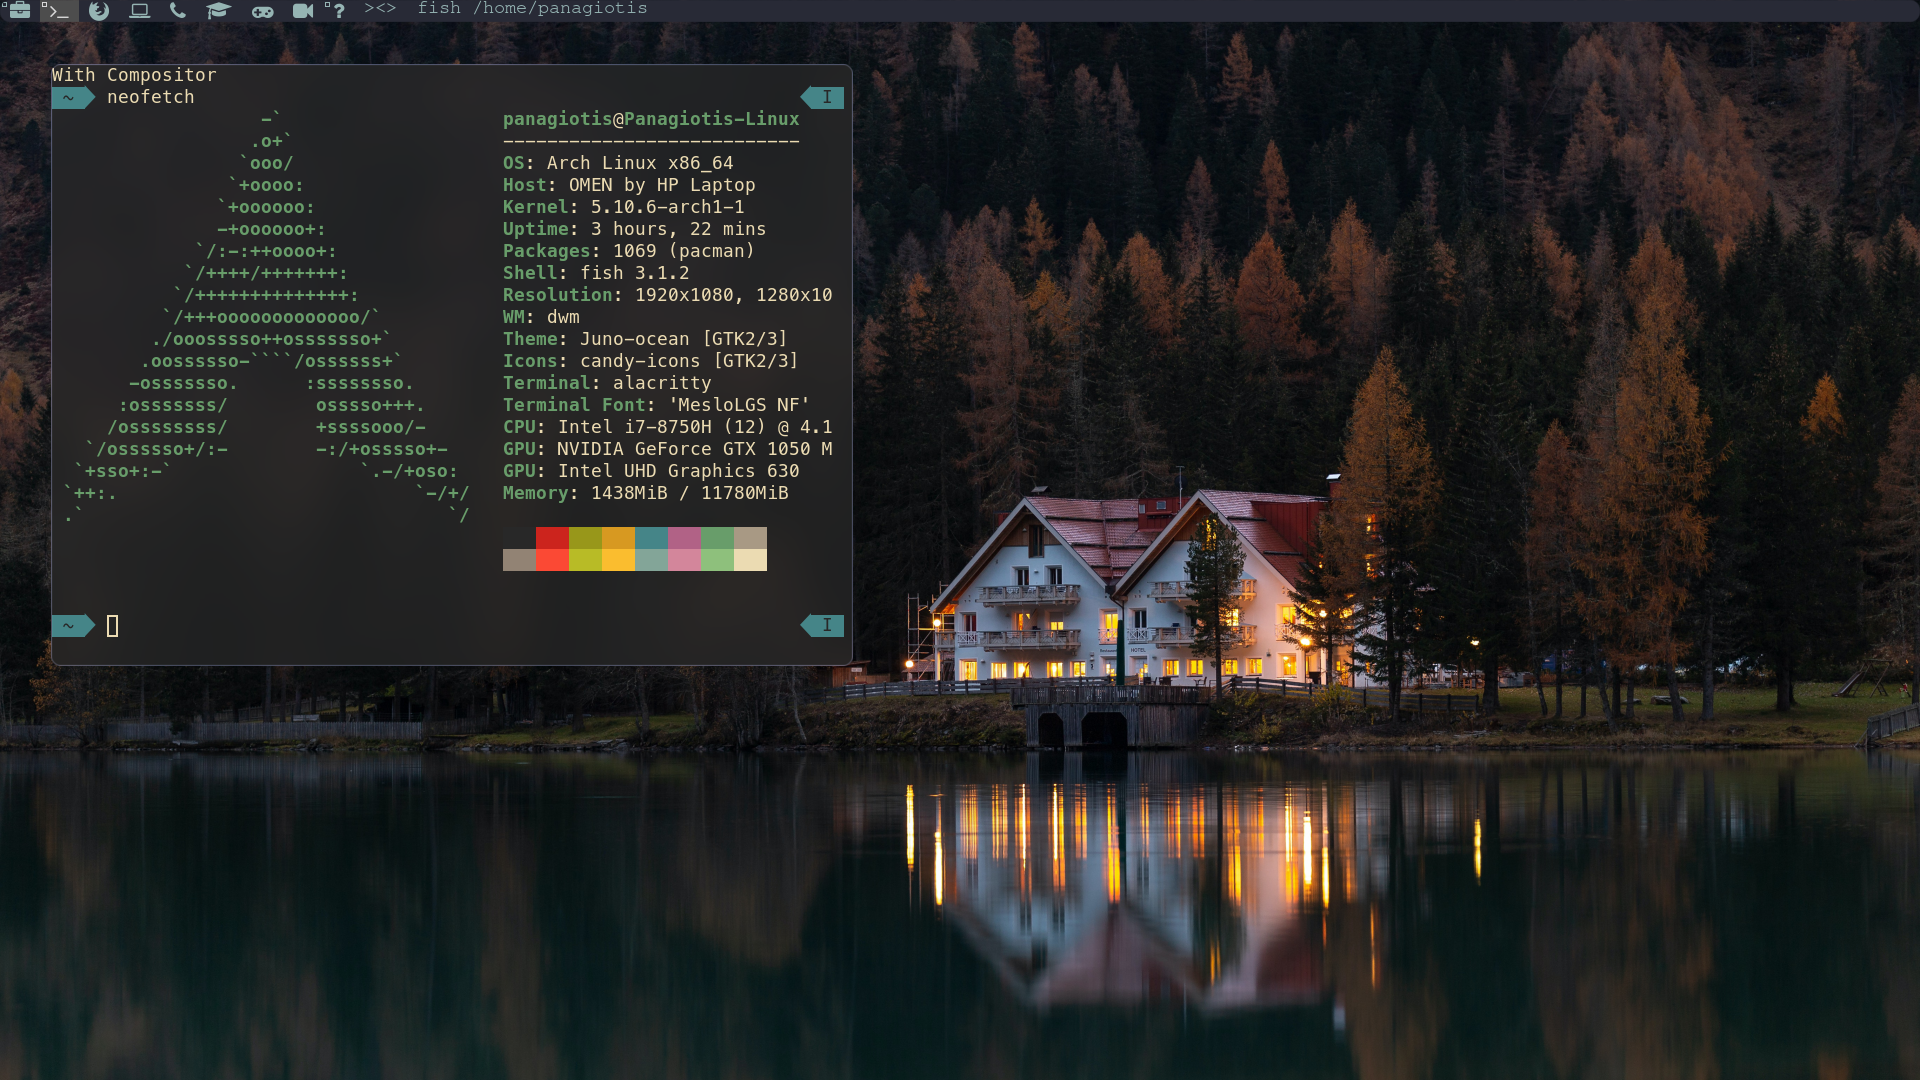 ><> fish /home/panagiotis
With Compositor
~ neofetch I
-`
.o+` panagiotis@Panagiotis-Linux
`ooo/ ---------------------------
`+oooo: OS: Arch Linux x86_64
`+oooooo: Host: OMEN by HP Laptop
-+oooooo+: Kernel: 5.10.6-arch1-1
`/:-:++oooo+: Uptime: 3 hours, 22 mins
`/++++/+++++++: Packages: 1069 (pacman)
`/++++++++++++++: Shell: fish 3.1.2
`/+++ooooooooooooo/` Resolution: 1920x1080, 1280x10
./ooosssso++osssssso+` WM: dwm
.oossssso-````/ossssss+` Theme: Juno-ocean [GTK2/3]
-osssssso. :ssssssso. Icons: candy-icons [GTK2/3]
:osssssss/ osssso+++. Terminal: alacritty
/ossssssss/ +ssssooo/- Terminal Font: 'MesloLGS NF'
`/ossssso+/:- -:/+osssso+- CPU: Intel i7-8750H (12) @ 4.1
`+sso+:-` `.-/+oso: GPU: NVIDIA GeForce GTX 1050 M
`++:. `-/+/ GPU: Intel UHD Graphics 630
.` `/ Memory: 1438MiB / 11780MiB
~ I
HOTEL